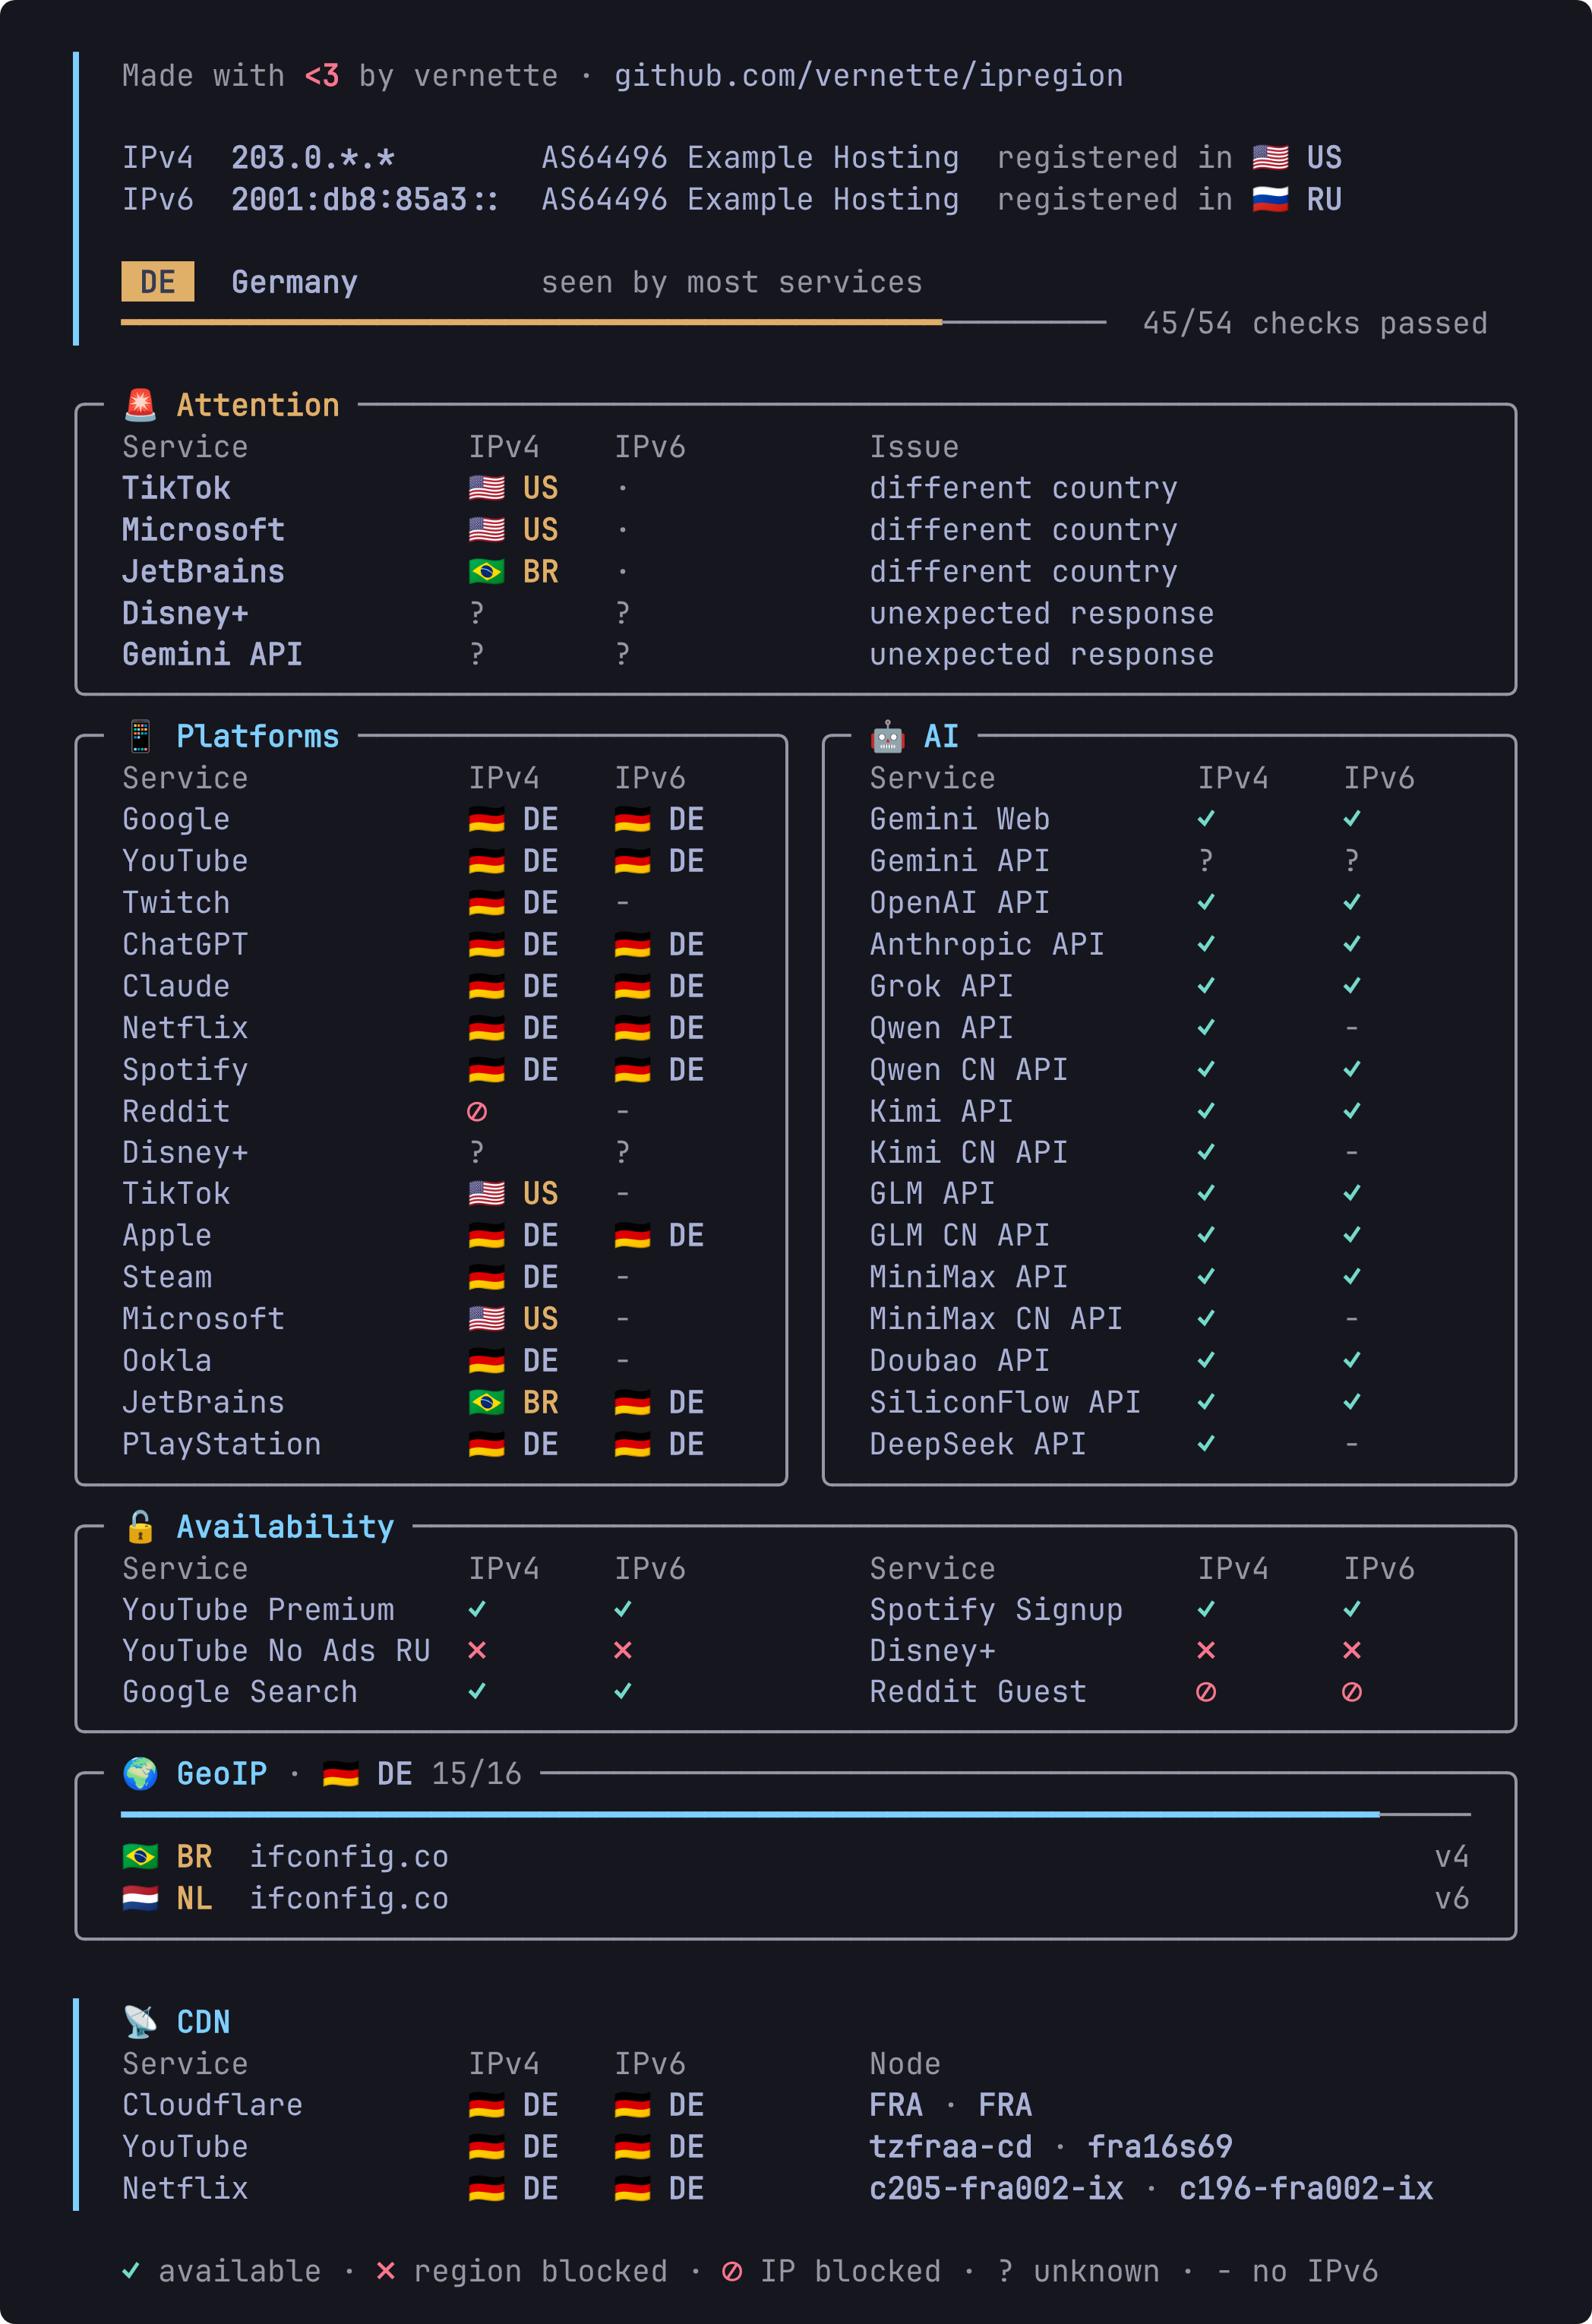 Made with <3 by vernette · github.com/vernette/ipregion
IPv4 203.0.*.* AS64496 Example Hosting registered in 🇺🇸 US
IPv6 2001:db8:85a3:: AS64496 Example Hosting registered in 🇷🇺 RU
DE Germany seen by most services
45/54 checks passed
🚨 Attention
Service IPv4 IPv6 Issue
TikTok 🇺🇸 US · different country
Microsoft 🇺🇸 US · different country
JetBrains 🇧🇷 BR · different country
Disney+ ? ? unexpected response
Gemini API ? ? unexpected response
📱 Platforms
Service IPv4 IPv6
Google 🇩🇪 DE 🇩🇪 DE
YouTube 🇩🇪 DE 🇩🇪 DE
Twitch 🇩🇪 DE -
ChatGPT 🇩🇪 DE 🇩🇪 DE
Claude 🇩🇪 DE 🇩🇪 DE
Netflix 🇩🇪 DE 🇩🇪 DE
Spotify 🇩🇪 DE 🇩🇪 DE
Reddit ⊘ -
Disney+ ? ?
TikTok 🇺🇸 US -
Apple 🇩🇪 DE 🇩🇪 DE
Steam 🇩🇪 DE -
Microsoft 🇺🇸 US -
Ookla 🇩🇪 DE -
JetBrains 🇧🇷 BR 🇩🇪 DE
PlayStation 🇩🇪 DE 🇩🇪 DE
🤖 AI
Service IPv4 IPv6
Gemini Web ✓ ✓
Gemini API ? ?
OpenAI API ✓ ✓
Anthropic API ✓ ✓
Grok API ✓ ✓
Qwen API ✓ -
Qwen CN API ✓ ✓
Kimi API ✓ ✓
Kimi CN API ✓ -
GLM API ✓ ✓
GLM CN API ✓ ✓
MiniMax API ✓ ✓
MiniMax CN API ✓ -
Doubao API ✓ ✓
SiliconFlow API ✓ ✓
DeepSeek API ✓ -
🔓 Availability
Service IPv4 IPv6 Service IPv4 IPv6
YouTube Premium ✓ ✓ Spotify Signup ✓ ✓
YouTube No Ads RU ✕ ✕ Disney+ ✕ ✕
Google Search ✓ ✓ Reddit Guest ⊘ ⊘
🌍 GeoIP · 🇩🇪 DE 15/16
🇧🇷 BR ifconfig.co v4
🇳🇱 NL ifconfig.co v6
📡 CDN
Service IPv4 IPv6 Node
Cloudflare 🇩🇪 DE 🇩🇪 DE FRA · FRA
YouTube 🇩🇪 DE 🇩🇪 DE tzfraa-cd · fra16s69
Netflix 🇩🇪 DE 🇩🇪 DE c205-fra002-ix · c196-fra002-ix
✓ available · ✕ region blocked · ⊘ IP blocked · ? unknown · - no IPv6